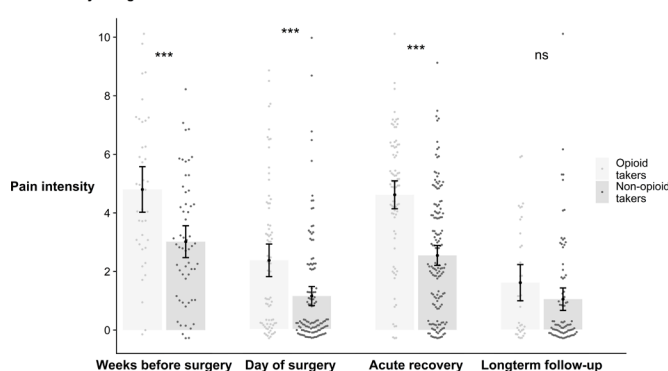 10
***
***
***
ns
8
6
Opioid
takers
Pain intensity
Non-opioid
takers
4
2
0
Weeks before surgery Day of surgery Acute recovery Longterm follow-up